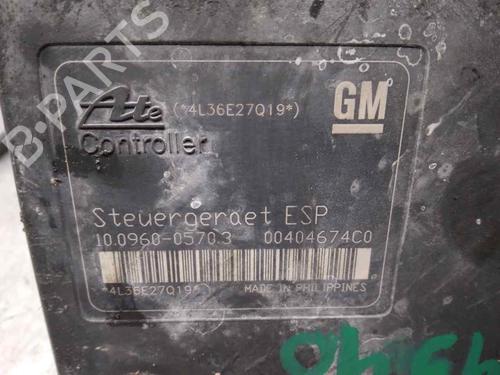 Ate (*4L36E27Q19*) GM
Controller
Steuergeraet ESP
10.0960-0570.3 00404674C0
*4L36E27Q19* MADE IN PHILIPPINES
B-PARTS